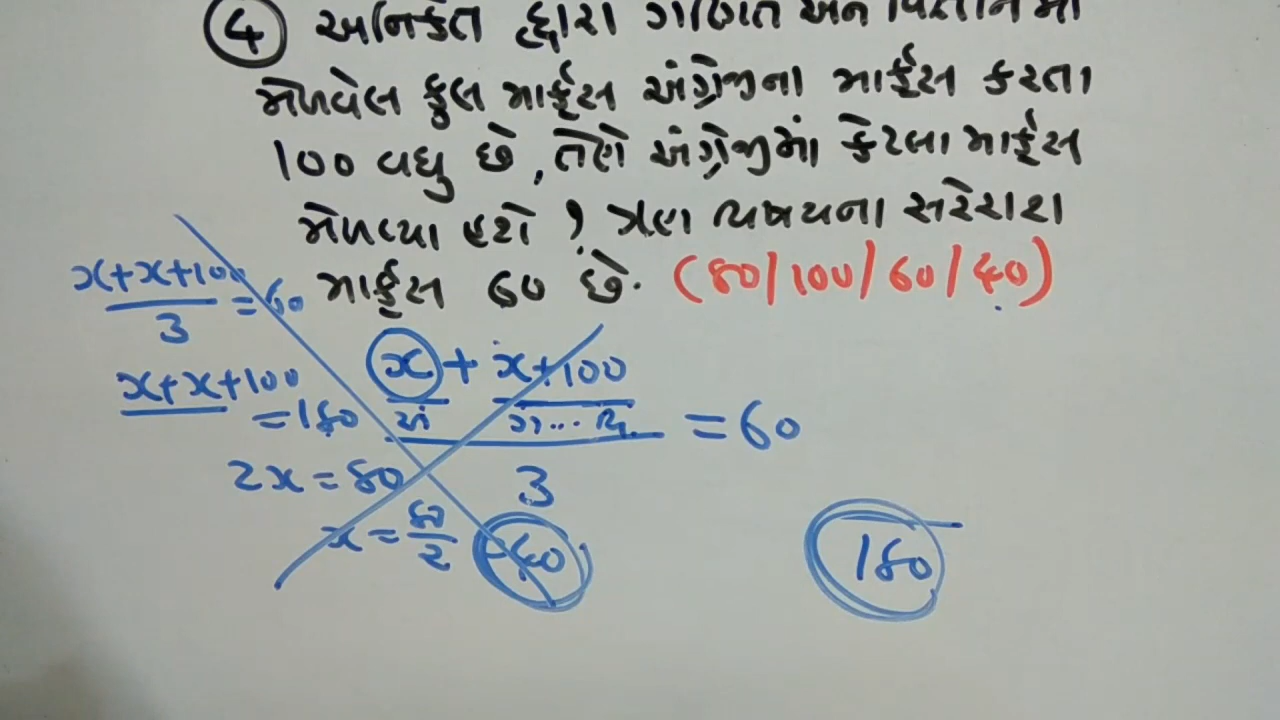 ④ અનિકેત દ્વારા ગણિત અને વિજ્ઞાન માં
મેળવેલ કુલ માર્ક્સ અંગ્રેજીના માર્ક્સ કરતા
100 વધુ છે, તેણે અંગ્રેજીમાં કેટલા માર્ક્સ
મેળવ્યા હશે ? ત્રણ વિષયના સરેરાશ
માર્ક્સ 60 છે. (80/100/60/40)
x+x+100
3
= 60
x+x+100
= 180
2x = 80
x = 80/2 = 40
x + x+100
અં ગ... વિ.
= 60
3
180